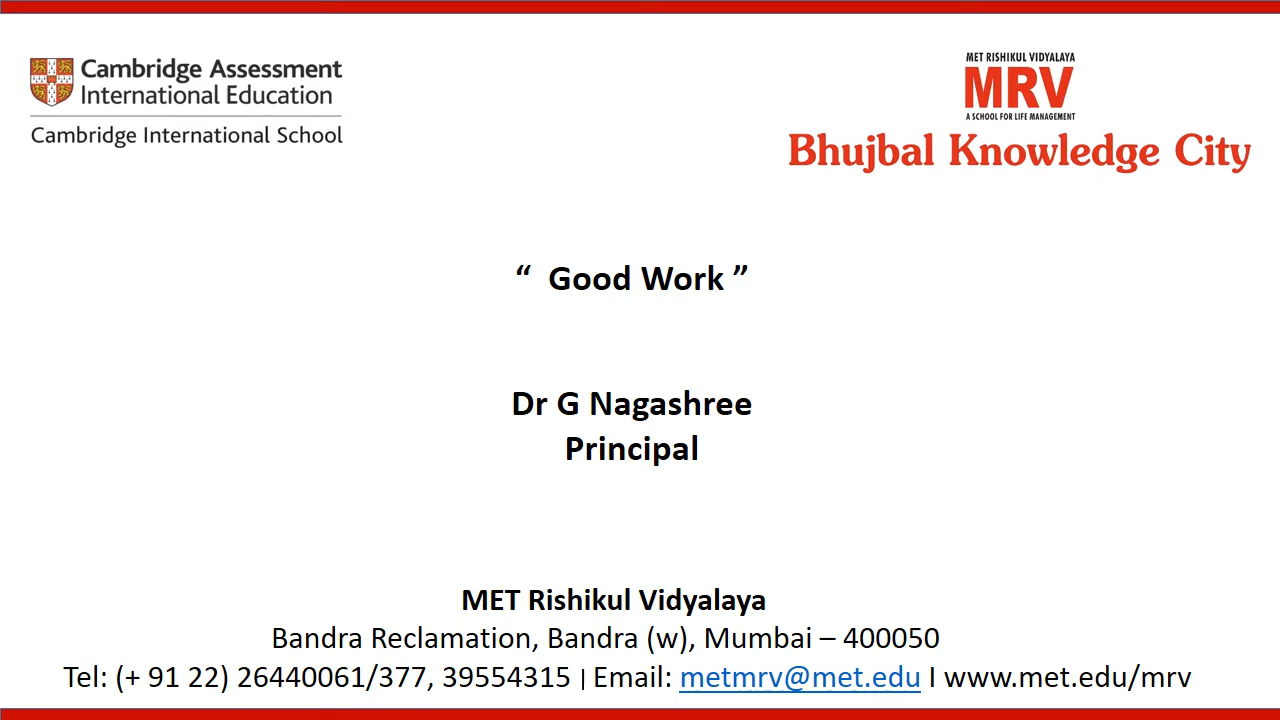 Cambridge Assessment
International Education
Cambridge International School
MET RISHIKUL VIDYALAYA
MRV
A SCHOOL FOR LIFE MANAGEMENT
Bhujbal Knowledge City
“ Good Work ”
Dr G Nagashree
Principal
MET Rishikul Vidyalaya
Bandra Reclamation, Bandra (w), Mumbai – 400050
Tel: (+ 91 22) 26440061/377, 39554315 | Email: metmrv@met.edu I www.met.edu/mrv